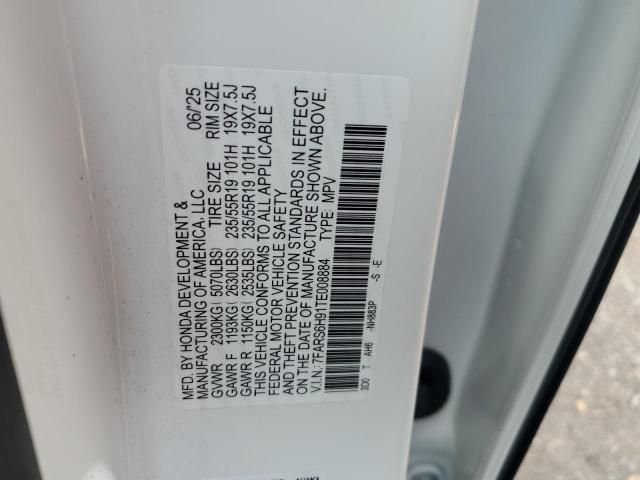 MFD. BY HONDA DEVELOPMENT & 06/'25
MANUFACTURING OF AMERICA, LLC
TIRE SIZE RIM SIZE
GVWR 2300KG( 5070LBS)
GAWR F 1193KG( 2630LBS) 235/55R19 101H 19X7.5J
GAWR R 1150KG( 2535LBS) 235/55R19 101H 19X7.5J
THIS VEHICLE CONFORMS TO ALL APPLICABLE
FEDERAL MOTOR VEHICLE SAFETY
AND THEFT PREVENTION STANDARDS IN EFFECT
ON THE DATE OF MANUFACTURE SHOWN ABOVE.
V.I.N.: 7FARS6H91TE008884 TYPE: MPV
3D0 T AH6 -NH883P -S -E